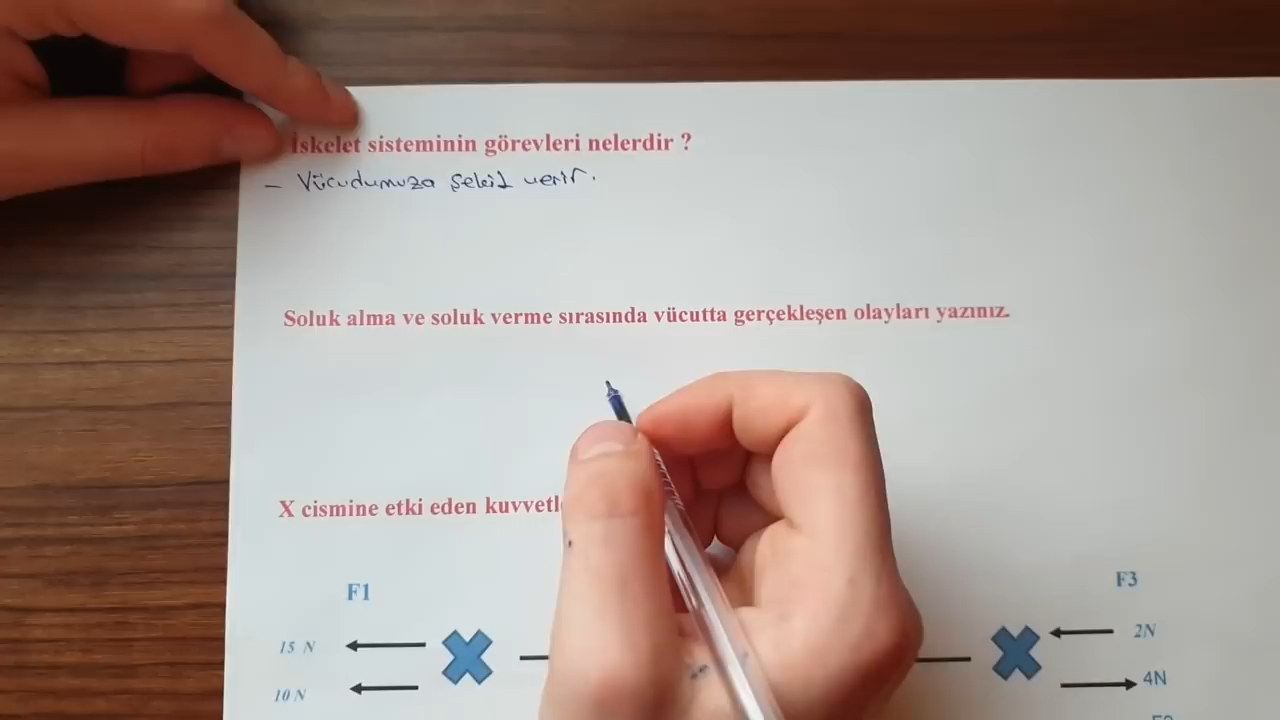 İskelet sisteminin görevleri nelerdir ?
- Vücudumuza şekil verir.
Soluk alma ve soluk verme sırasında vücutta gerçekleşen olayları yazınız.
X cismine etki eden
F1 F3
15 N 2N
10 N 4N